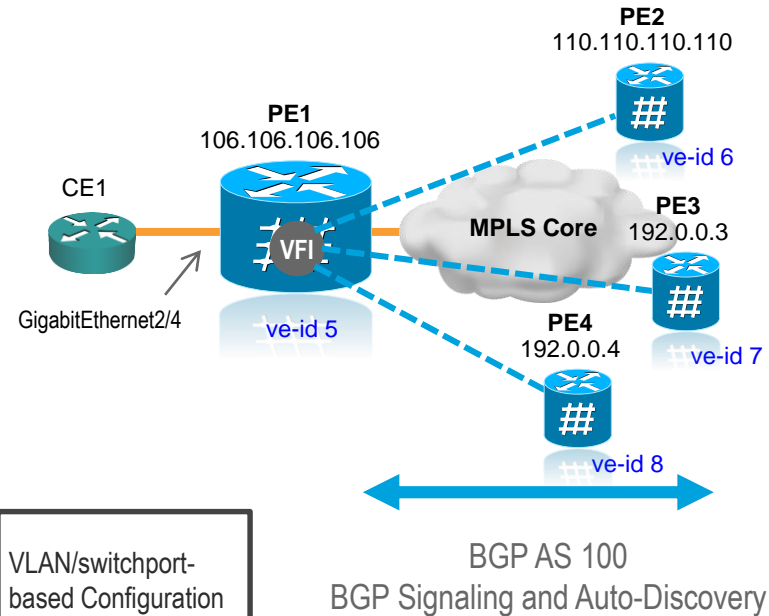 PE2
110.110.110.110
ve-id 6
PE1
106.106.106.106
CE1
VFI
MPLS Core
PE3
192.0.0.3
GigabitEthernet2/4
ve-id 5
PE4
192.0.0.4
ve-id 7
ve-id 8
VLAN/switchport-
based Configuration
BGP AS 100
BGP Signaling and Auto-Discovery